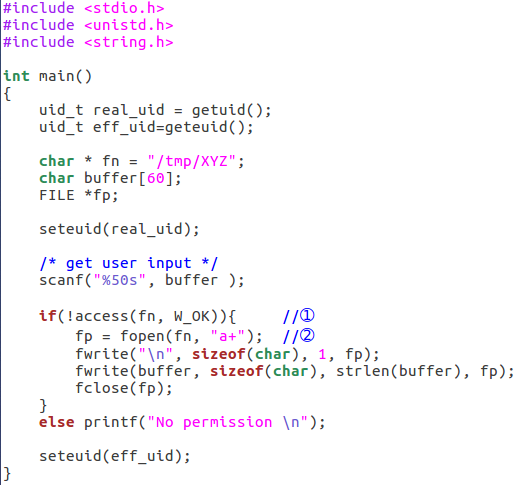 #include <stdio.h>
#include <unistd.h>
#include <string.h>

int main()
{
    uid_t real_uid = getuid();
    uid_t eff_uid=geteuid();

    char * fn = "/tmp/XYZ";
    char buffer[60];
    FILE *fp;

    seteuid(real_uid);

    /* get user input */
    scanf("%50s", buffer );

    if(!access(fn, W_OK)){     //①
        fp = fopen(fn, "a+");  //②
        fwrite("\n", sizeof(char), 1, fp);
        fwrite(buffer, sizeof(char), strlen(buffer), fp);
        fclose(fp);
    }
    else printf("No permission \n");

    seteuid(eff_uid);
}